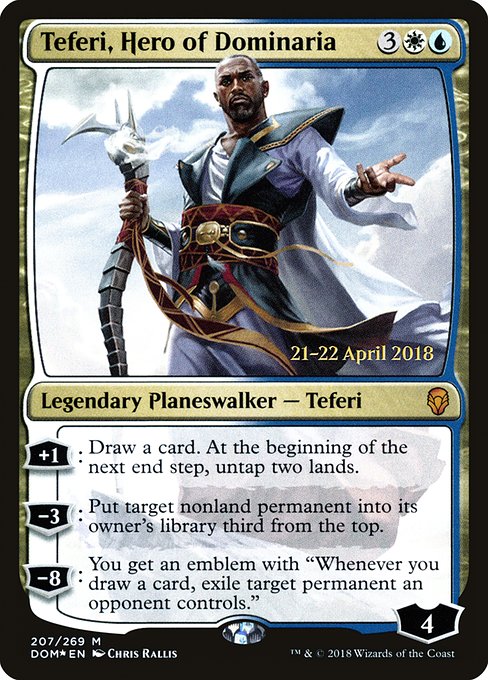 Teferi, Hero of Dominaria 3
21–22 April 2018
Legendary Planeswalker — Teferi
+1 : Draw a card. At the beginning of the
next end step, untap two lands.
−3 : Put target nonland permanent into its
owner's library third from the top.
−8 : You get an emblem with “Whenever you
draw a card, exile target permanent an
opponent controls.”
4
207/269 M
DOM★EN Chris Rallis
™ & © 2018 Wizards of the Coast